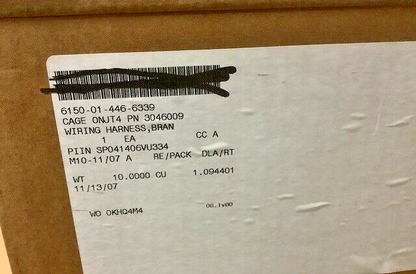 6150-01-446-6339
CAGE 0NJT4 PN 3046009
WIRING HARNESS,BRAN
1 EA CC A
PIIN SP041406VU334
M10-11/07 A RE/PACK DLA/RT
WT 10.0000 CU 1.094401
11/13/07
WO 0KHQ4M4